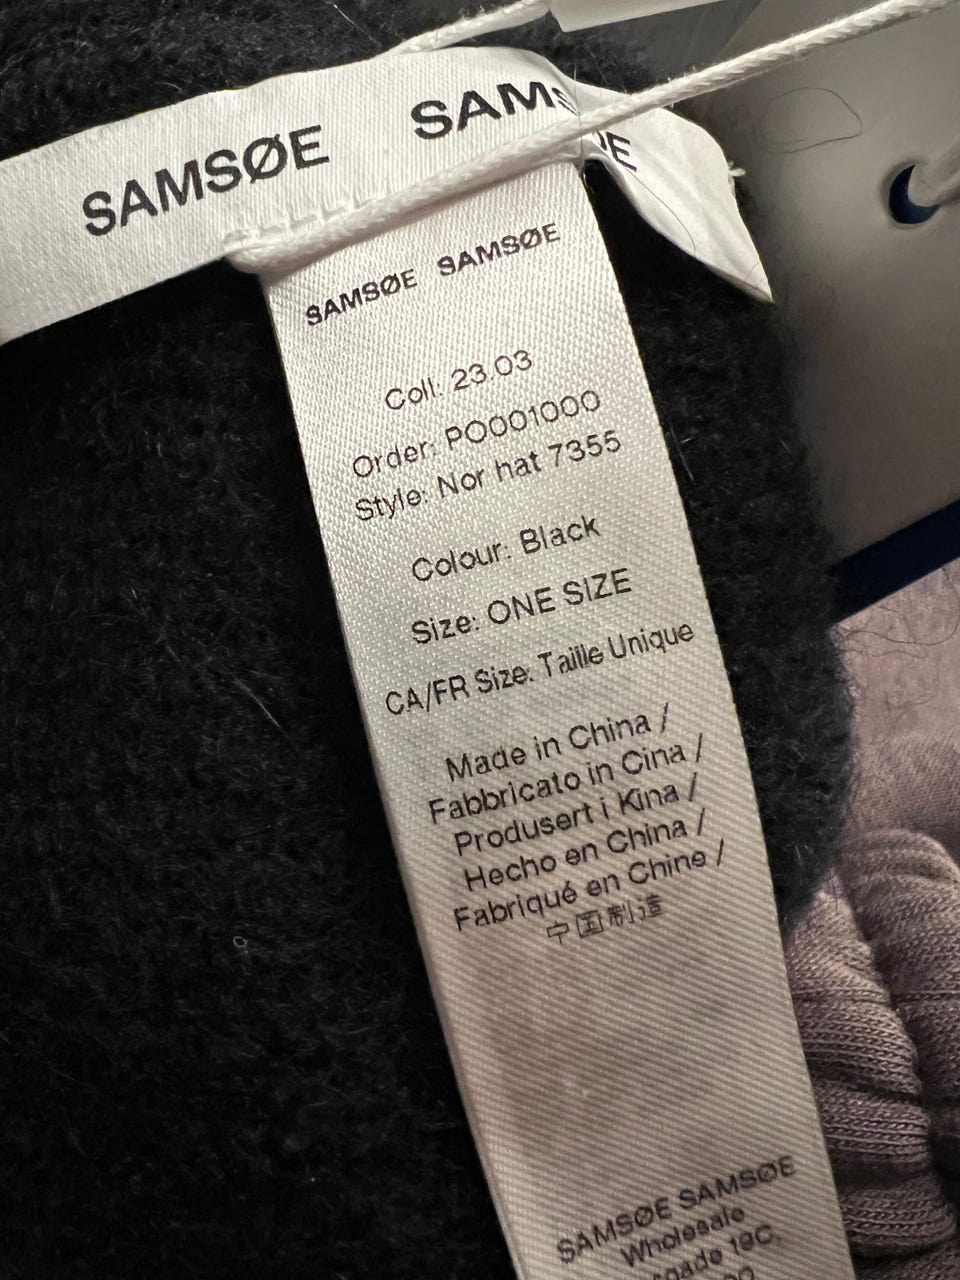 SAMSØE SAMSØE
SAMSØE SAMSØE
Coll: 23.03
Order: PO001000
Style: Nor hat 7355
Colour: Black
Size: ONE SIZE
CA/FR Size: Taille Unique
Made in China /
Fabbricato in Cina /
Produsert i Kina /
Hecho en China /
Fabriqué en Chine /
中国制造
SAMSØE SAMSØE
Wholesale
19C,